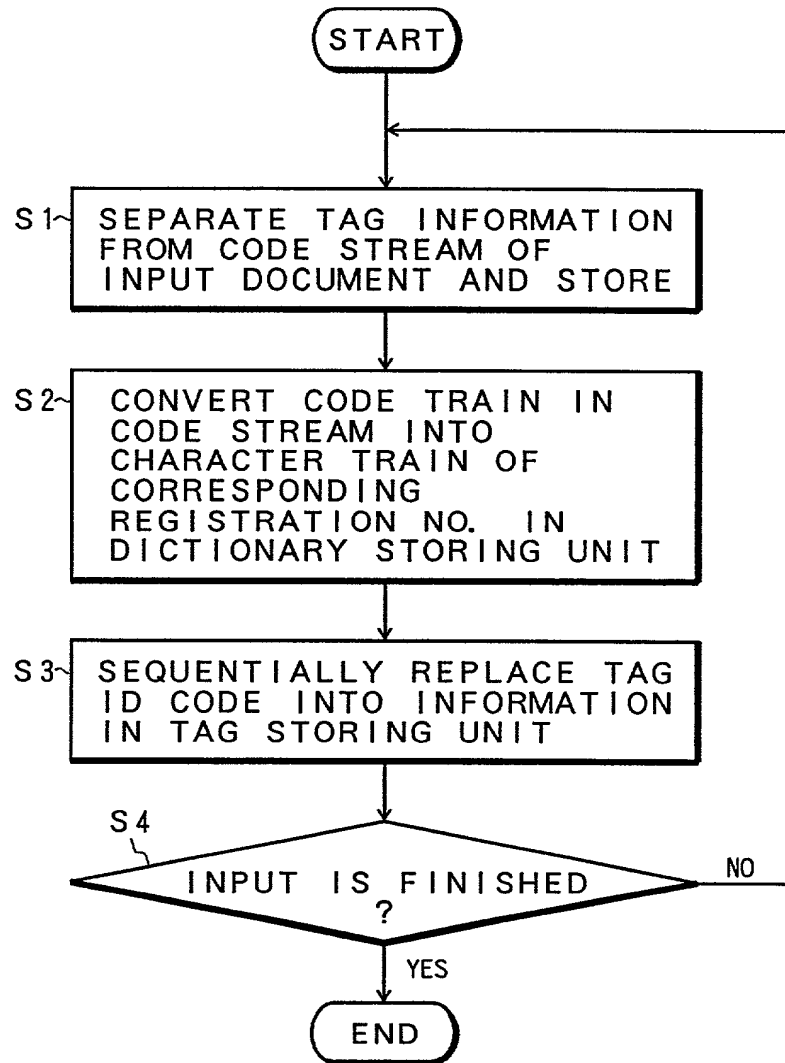 START
S1
SEPARATE TAG INFORMATION
FROM CODE STREAM OF
INPUT DOCUMENT AND STORE
S2
CONVERT CODE TRAIN IN
CODE STREAM INTO
CHARACTER TRAIN OF
CORRESPONDING
REGISTRATION NO. IN
DICTIONARY STORING UNIT
S3
SEQUENTIALLY REPLACE TAG
ID CODE INTO INFORMATION
IN TAG STORING UNIT
S4
INPUT IS FINISHED
?
NO
YES
END